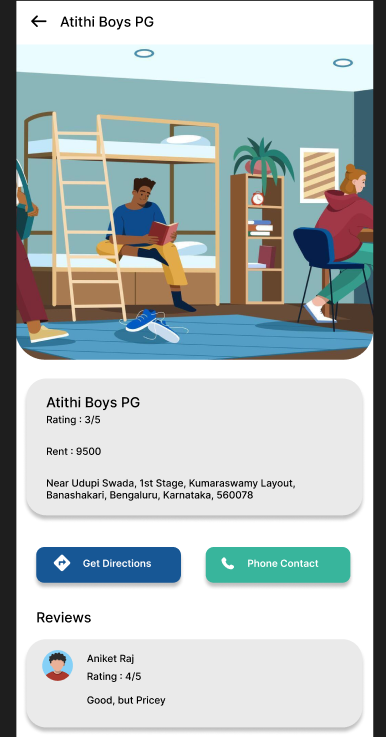 Atithi Boys PG
Atithi Boys PG
Rating : 3/5
Rent : 9500
Near Udupi Swada, 1st Stage, Kumaraswamy Layout,
Banashakari, Bengaluru, Karnataka, 560078
Get Directions
Phone Contact
Reviews
Aniket Raj
Rating : 4/5
Good, but Pricey